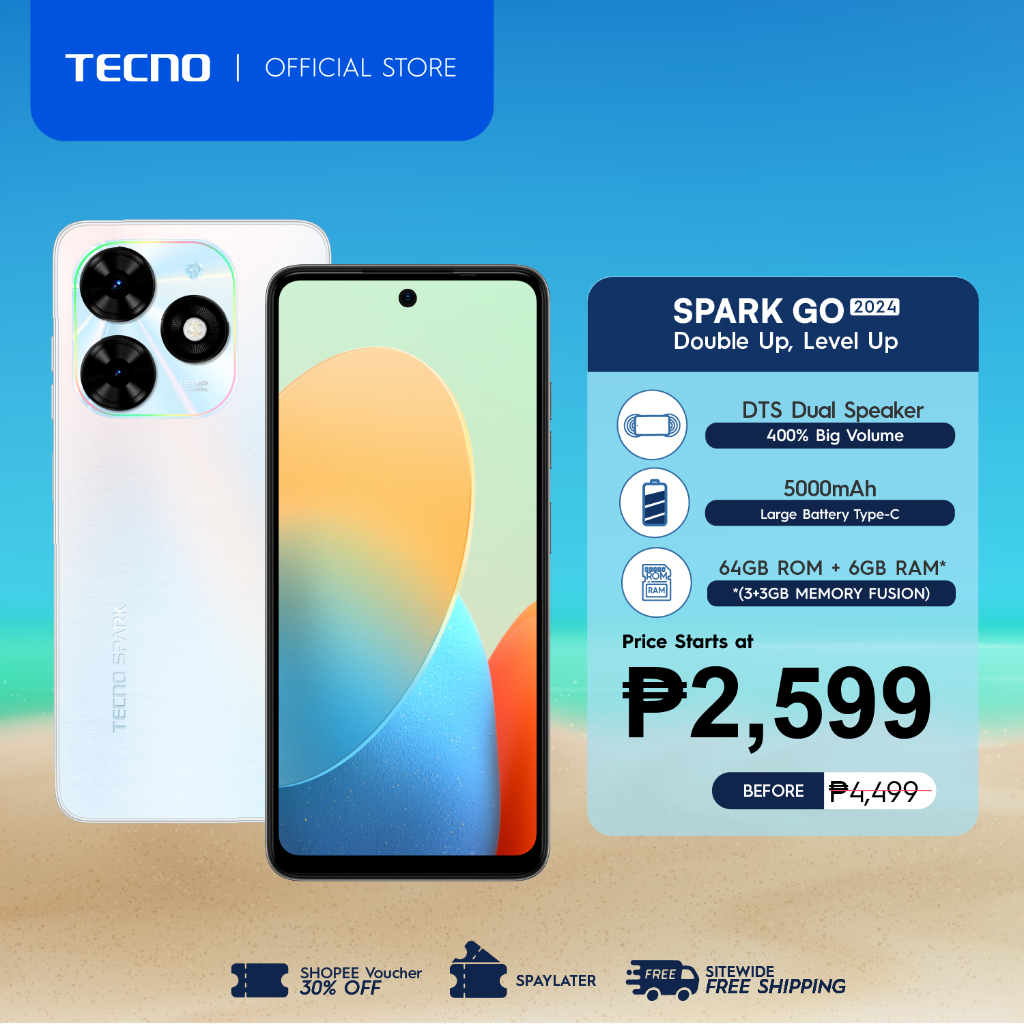 TECNO | OFFICIAL STORE
TECNO SPARK
SPARK GO 2024
Double Up, Level Up
DTS Dual Speaker
400% Big Volume
5000mAh
Large Battery Type-C
ROM
RAM
64GB ROM + 6GB RAM*
*(3+3GB MEMORY FUSION)
Price Starts at
₱2,599
BEFORE ₱4,499
SHOPEE Voucher
30% OFF
SPAYLATER
FREE
SITEWIDE
FREE SHIPPING